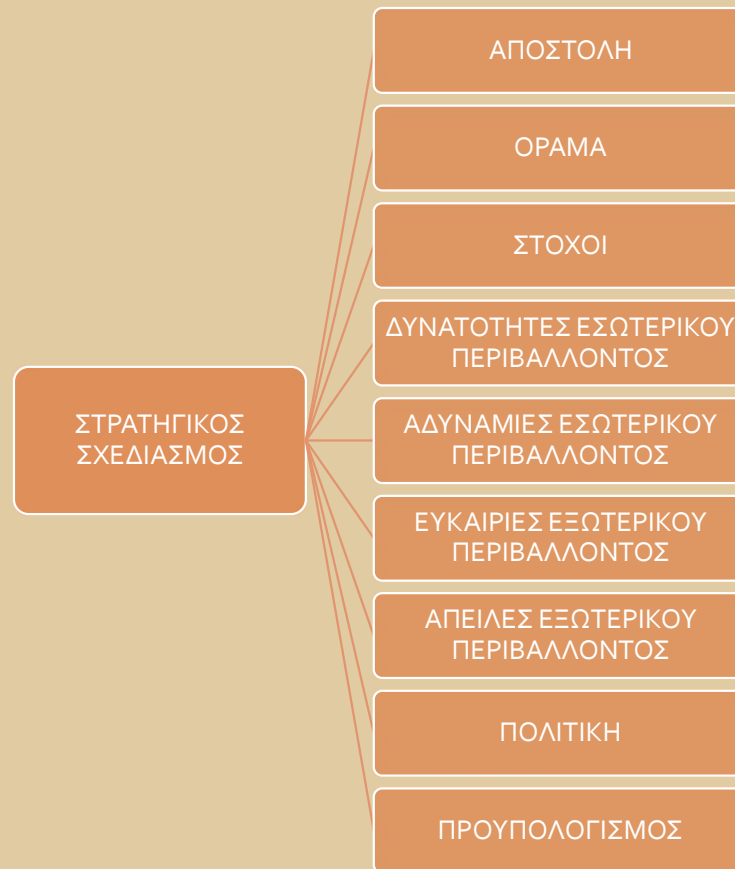 ΣΤΡΑΤΗΓΙΚΟΣ
ΣΧΕΔΙΑΣΜΟΣ
ΑΠΟΣΤΟΛΗ
ΟΡΑΜΑ
ΣΤΟΧΟΙ
ΔΥΝΑΤΟΤΗΤΕΣ ΕΣΩΤΕΡΙΚΟΥ
ΠΕΡΙΒΑΛΛΟΝΤΟΣ
ΑΔΥΝΑΜΙΕΣ ΕΣΩΤΕΡΙΚΟΥ
ΠΕΡΙΒΑΛΛΟΝΤΟΣ
ΕΥΚΑΙΡΙΕΣ ΕΞΩΤΕΡΙΚΟΥ
ΠΕΡΙΒΑΛΛΟΝΤΟΣ
ΑΠΕΙΛΕΣ ΕΞΩΤΕΡΙΚΟΥ
ΠΕΡΙΒΑΛΛΟΝΤΟΣ
ΠΟΛΙΤΙΚΗ
ΠΡΟΥΠΟΛΟΓΙΣΜΟΣ